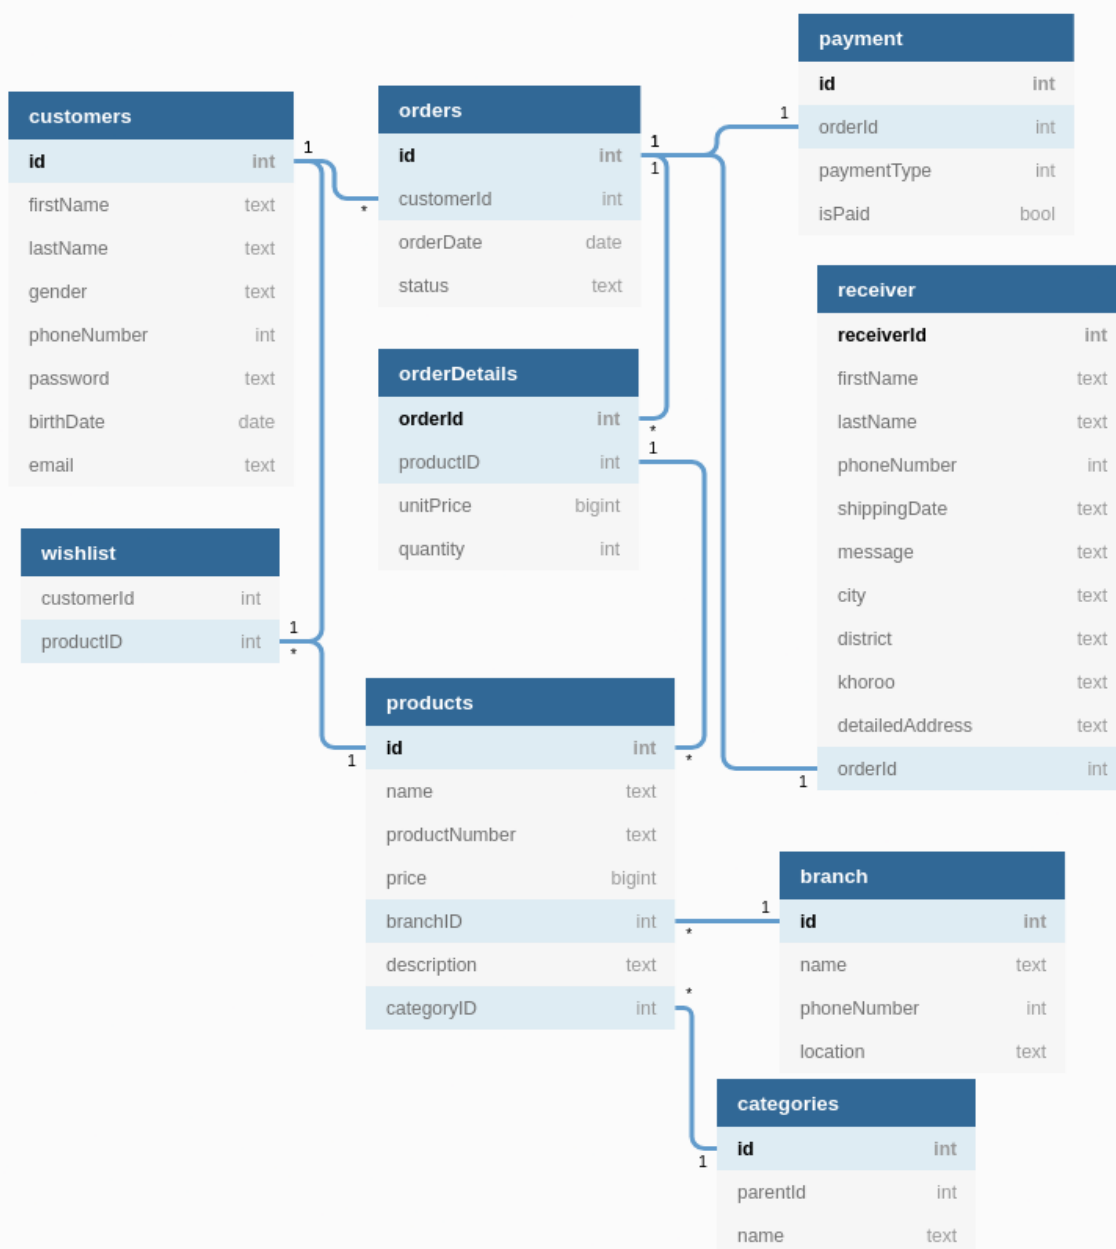 customers
id int
firstName text
lastName text
gender text
phoneNumber int
password text
birthDate date
email text
1
*
wishlist
customerId int
productID int
1
*
orders
id int
customerId int
orderDate date
status text
1
1
orderDetails
orderId int
productID int
unitPrice bigint
quantity int
*
1
products
id int
name text
productNumber text
price bigint
branchID int
description text
categoryID int
1
*
*
*
payment
id int
orderId int
paymentType int
isPaid bool
1
receiver
receiverId int
firstName text
lastName text
phoneNumber int
shippingDate text
message text
city text
district text
khoroo text
detailedAddress text
orderId int
1
branch
id int
name text
phoneNumber int
location text
1
categories
id int
parentId int
name text
1